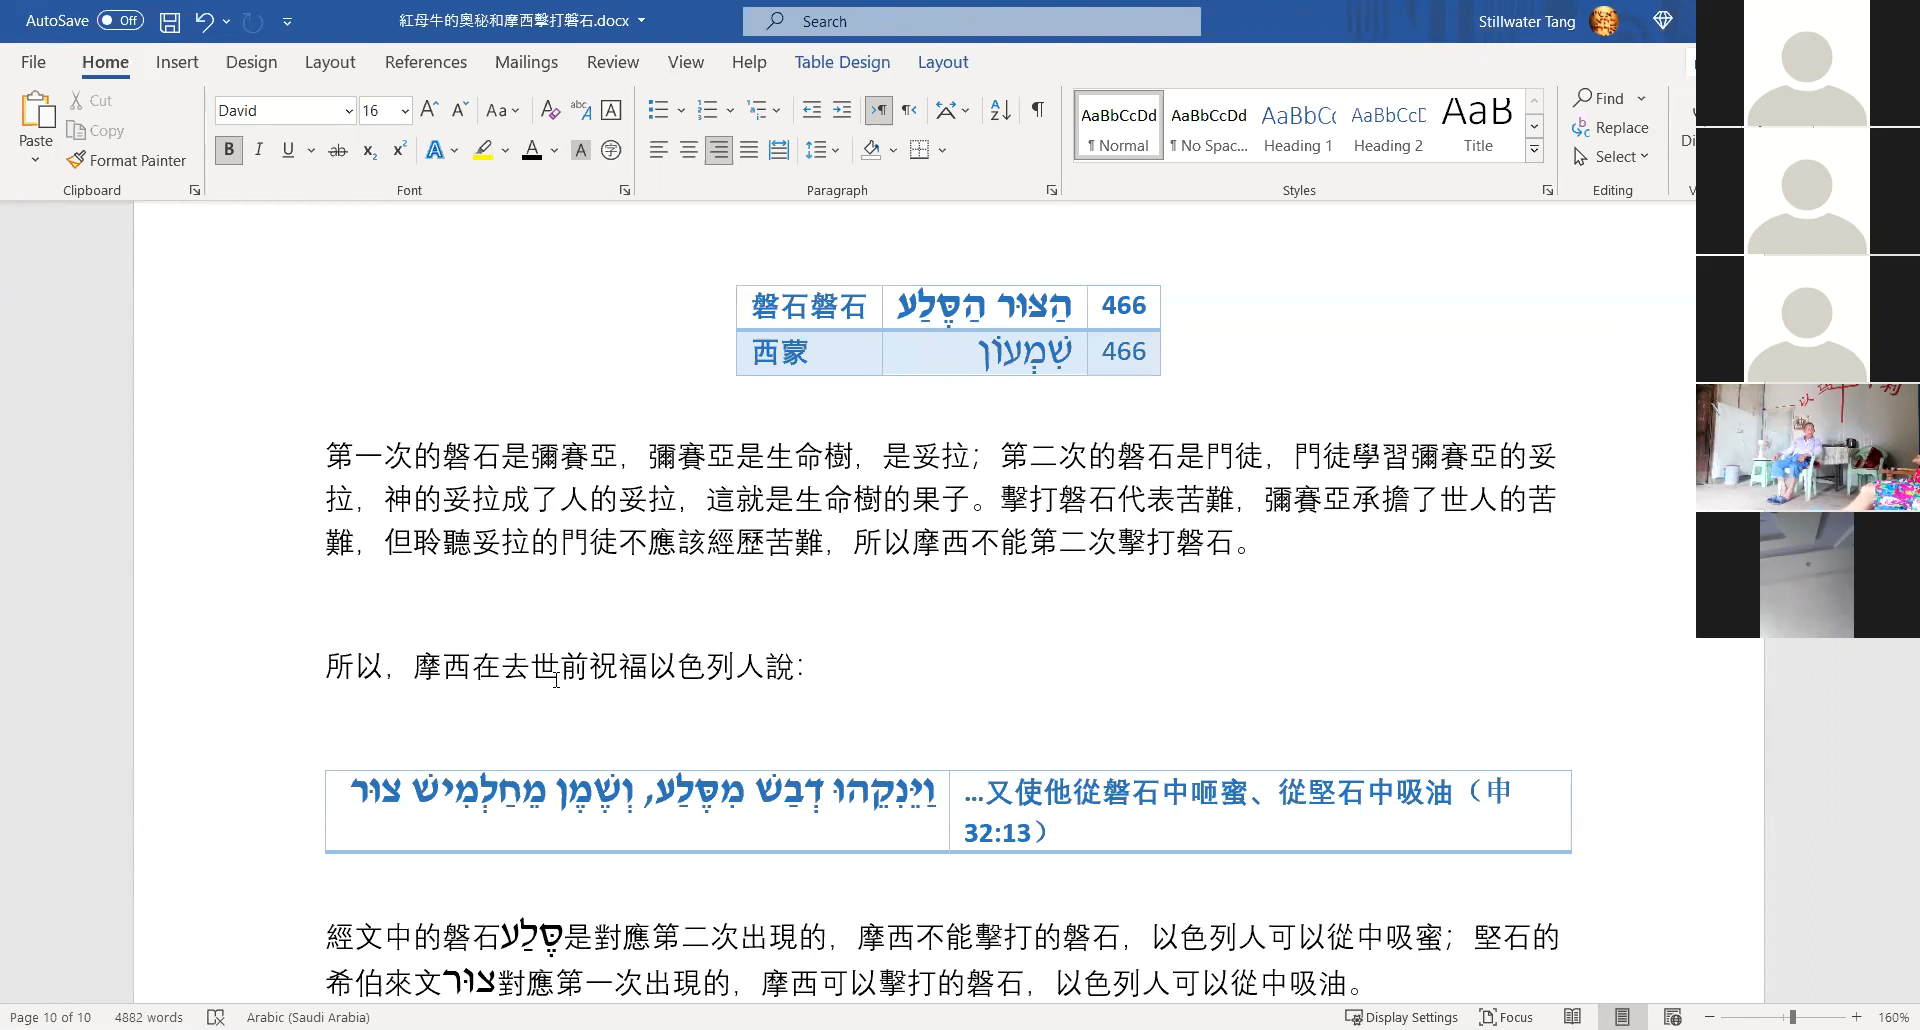 AutoSave Off 紅母牛的奧秘和摩西擊打磐石.docx Search Stillwater Tang
File Home Insert Design Layout References Mailings Review View Help Table Design Layout
Paste Cut Copy Format Painter
Clipboard
David 16
Font
Paragraph
AaBbCcDd AaBbCcDd AaBbCc AaBbCcD AaB
¶ Normal ¶ No Spac... Heading 1 Heading 2 Title
Styles
Find Replace Select
Editing
磐石磐石 הַצּוּר הַסֶּלַע 466
西蒙 שִׁמְעוֹן 466
第一次的磐石是彌賽亞，彌賽亞是生命樹，是妥拉；第二次的磐石是門徒，門徒學習彌賽亞的妥
拉，神的妥拉成了人的妥拉，這就是生命樹的果子。擊打磐石代表苦難，彌賽亞承擔了世人的苦
難，但聆聽妥拉的門徒不應該經歷苦難，所以摩西不能第二次擊打磐石。
所以，摩西在去世前祝福以色列人說：
וַיֵּנִקֵהוּ דְבַשׁ מִסֶּלַע, וְשֶׁמֶן מֵחַלְמִישׁ צוּר
...又使他從磐石中咂蜜、從堅石中吸油（申
32:13）
經文中的磐石סֶּלַע是對應第二次出現的，摩西不能擊打的磐石，以色列人可以從中吸蜜；堅石的
希伯來文צוּר對應第一次出現的，摩西可以擊打的磐石，以色列人可以從中吸油。
Page 10 of 10 4882 words Arabic (Saudi Arabia) Display Settings Focus 160%